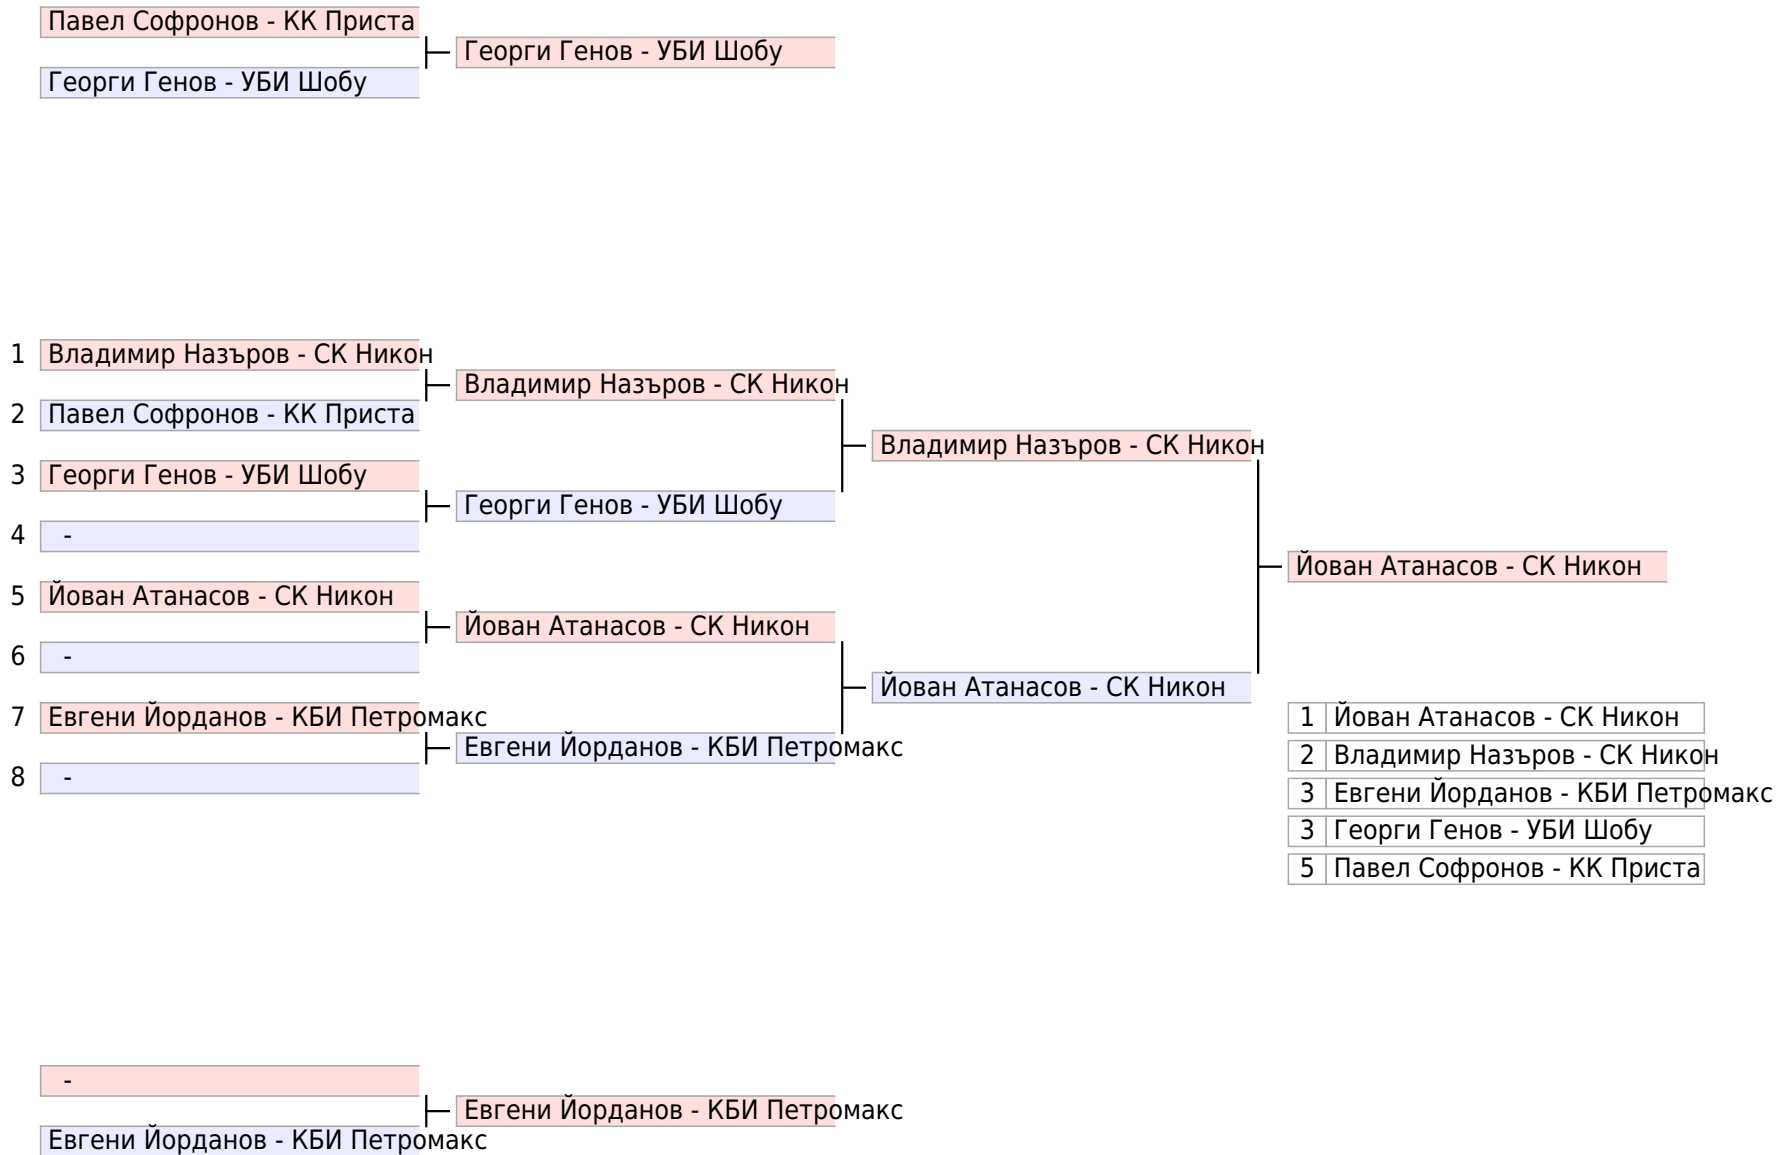 Павел Софронов - КК Приста
Георги Генов - УБИ Шобу
Георги Генов - УБИ Шобу
1 Владимир Назъров - СК Никон
Владимир Назъров - СК Никон
2 Павел Софронов - КК Приста
Владимир Назъров - СК Никон
3 Георги Генов - УБИ Шобу
Георги Генов - УБИ Шобу
4 -
Йован Атанасов - СК Никон
5 Йован Атанасов - СК Никон
Йован Атанасов - СК Никон
6 -
Йован Атанасов - СК Никон
7 Евгени Йорданов - КБИ Петромакс
Евгени Йорданов - КБИ Петромакс
8 -
1 Йован Атанасов - СК Никон
2 Владимир Назъров - СК Никон
3 Евгени Йорданов - КБИ Петромакс
3 Георги Генов - УБИ Шобу
5 Павел Софронов - КК Приста
-
Евгени Йорданов - КБИ Петромакс
Евгени Йорданов - КБИ Петромакс